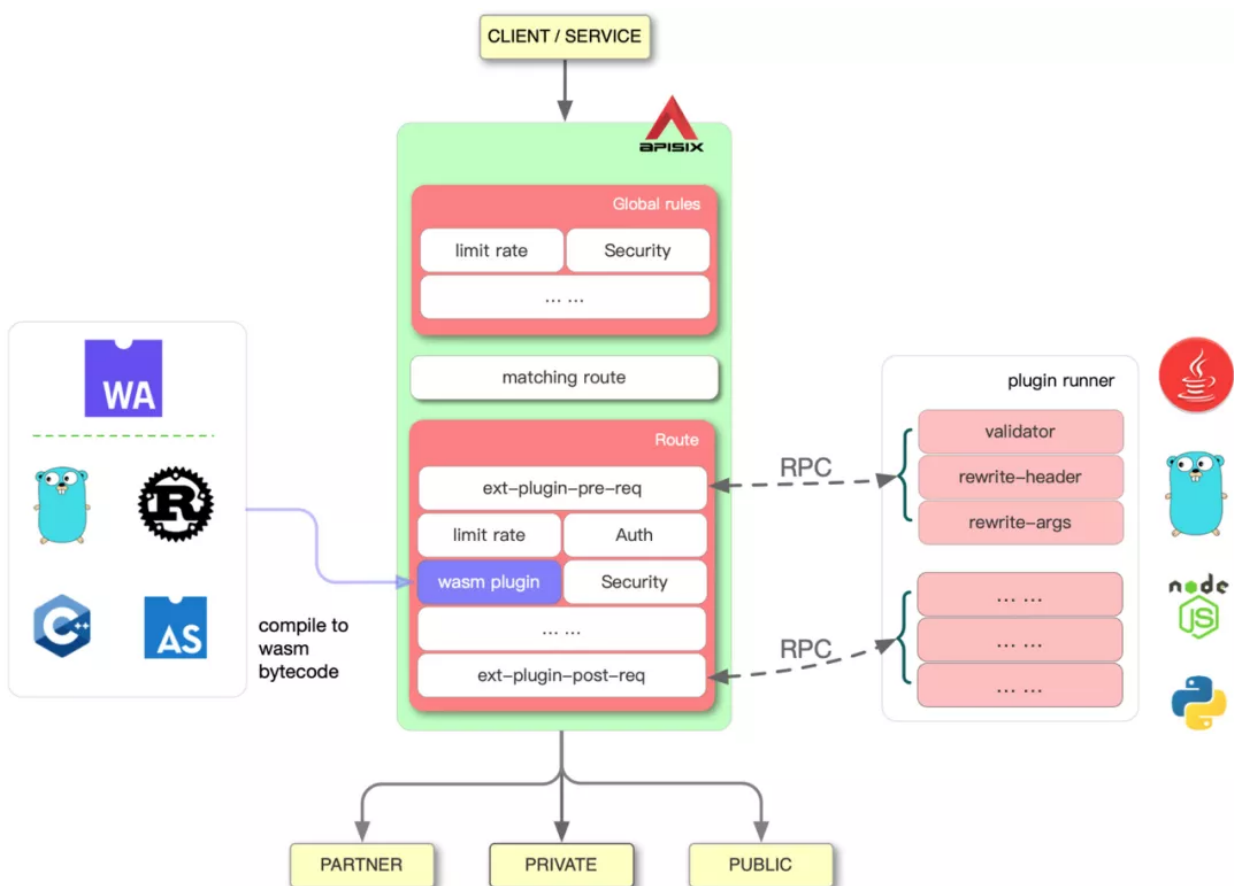 CLIENT / SERVICE
APISIX
Global rules
limit rate
Security
... ...
matching route
Route
ext-plugin-pre-req
limit rate
Auth
wasm plugin
Security
... ...
ext-plugin-post-req
WA
R
C++
AS
compile to
wasm
bytecode
RPC
RPC
plugin runner
validator
rewrite-header
rewrite-args
... ...
... ...
... ...
node
JS
PARTNER
PRIVATE
PUBLIC